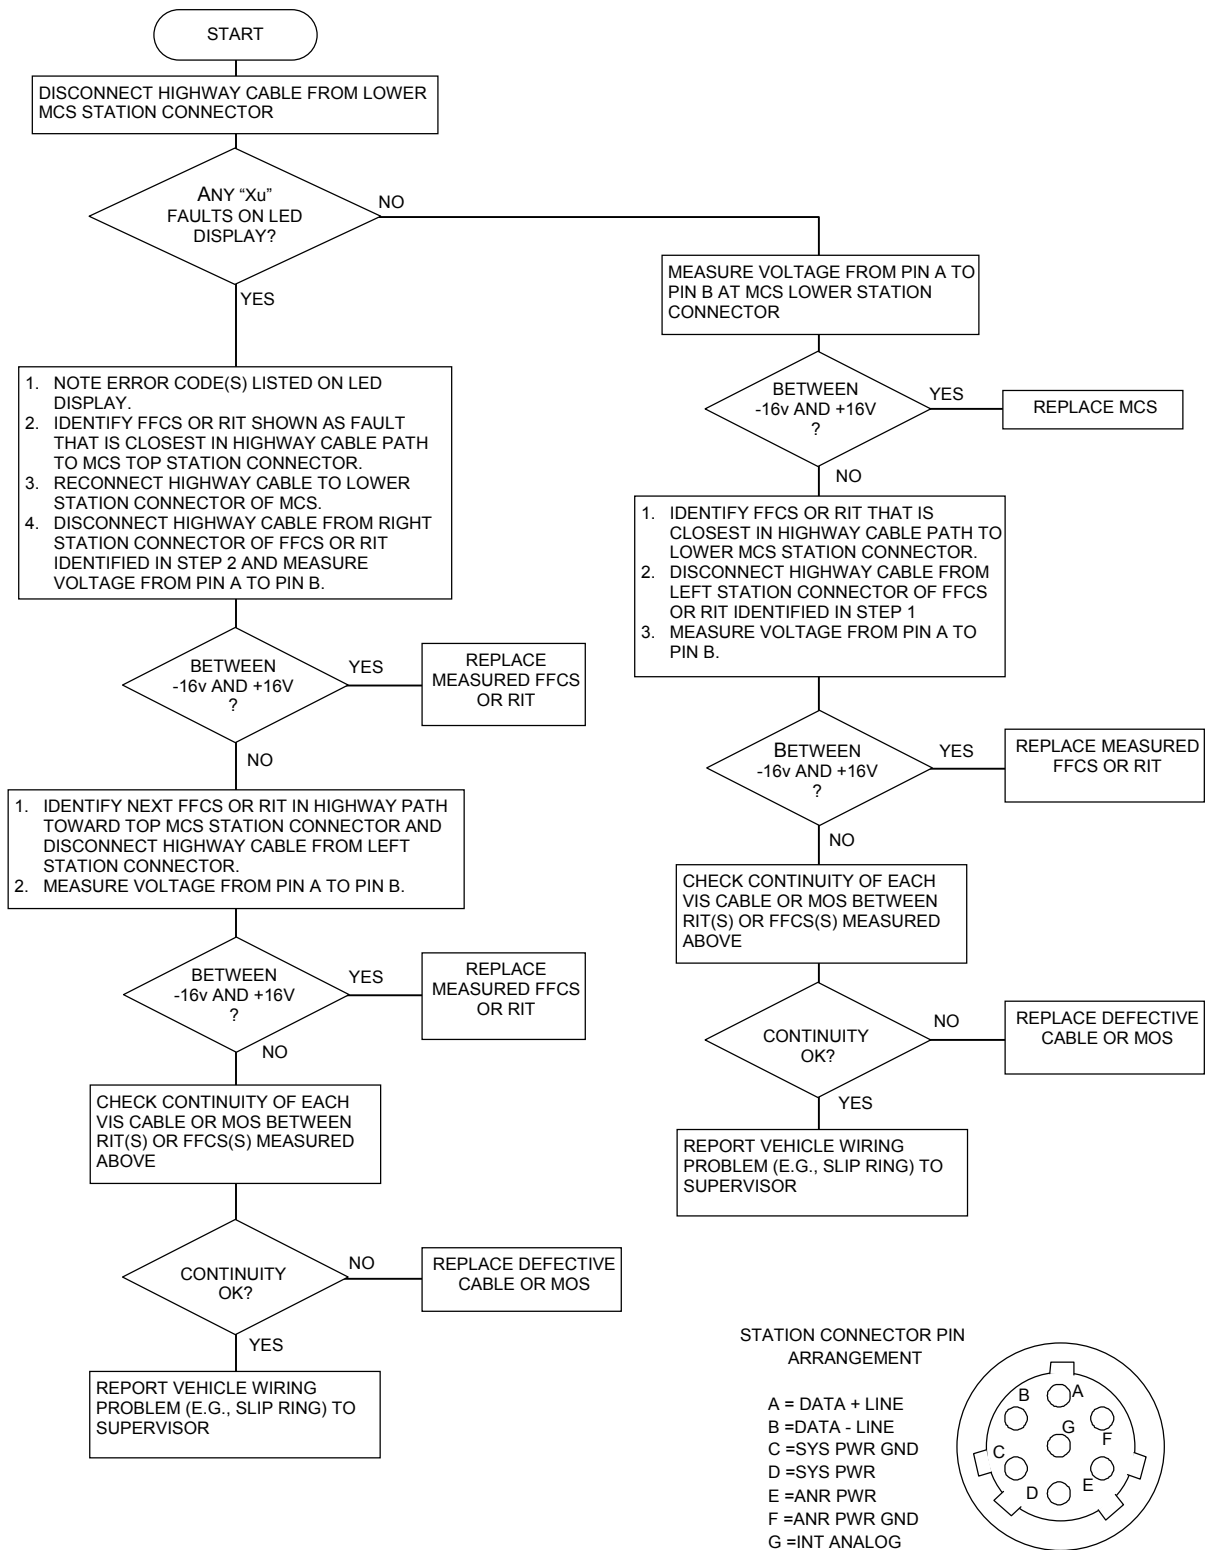 START
DISCONNECT HIGHWAY CABLE FROM LOWER
MCS STATION CONNECTOR
ANY “Xu”
FAULTS ON LED
DISPLAY?
NO
YES
1. NOTE ERROR CODE(S) LISTED ON LED
DISPLAY.
2. IDENTIFY FFCS OR RIT SHOWN AS FAULT
THAT IS CLOSEST IN HIGHWAY CABLE PATH
TO MCS TOP STATION CONNECTOR.
3. RECONNECT HIGHWAY CABLE TO LOWER
STATION CONNECTOR OF MCS.
4. DISCONNECT HIGHWAY CABLE FROM RIGHT
STATION CONNECTOR OF FFCS OR RIT
IDENTIFIED IN STEP 2 AND MEASURE
VOLTAGE FROM PIN A TO PIN B.
BETWEEN
-16v AND +16V
?
YES
REPLACE
MEASURED FFCS
OR RIT
NO
1. IDENTIFY NEXT FFCS OR RIT IN HIGHWAY PATH
TOWARD TOP MCS STATION CONNECTOR AND
DISCONNECT HIGHWAY CABLE FROM LEFT
STATION CONNECTOR.
2. MEASURE VOLTAGE FROM PIN A TO PIN B.
BETWEEN
-16v AND +16V
?
YES
REPLACE
MEASURED FFCS
OR RIT
NO
CHECK CONTINUITY OF EACH
VIS CABLE OR MOS BETWEEN
RIT(S) OR FFCS(S) MEASURED
ABOVE
CONTINUITY
OK?
NO
REPLACE DEFECTIVE
CABLE OR MOS
YES
REPORT VEHICLE WIRING
PROBLEM (E.G., SLIP RING) TO
SUPERVISOR
MEASURE VOLTAGE FROM PIN A TO
PIN B AT MCS LOWER STATION
CONNECTOR
BETWEEN
-16v AND +16V
?
YES
REPLACE MCS
NO
1. IDENTIFY FFCS OR RIT THAT IS
CLOSEST IN HIGHWAY CABLE PATH TO
LOWER MCS STATION CONNECTOR.
2. DISCONNECT HIGHWAY CABLE FROM
LEFT STATION CONNECTOR OF FFCS
OR RIT IDENTIFIED IN STEP 1
3. MEASURE VOLTAGE FROM PIN A TO
PIN B.
BETWEEN
-16v AND +16V
?
YES
REPLACE MEASURED
FFCS OR RIT
NO
CHECK CONTINUITY OF EACH
VIS CABLE OR MOS BETWEEN
RIT(S) OR FFCS(S) MEASURED
ABOVE
CONTINUITY
OK?
NO
REPLACE DEFECTIVE
CABLE OR MOS
YES
REPORT VEHICLE WIRING
PROBLEM (E.G., SLIP RING) TO
SUPERVISOR
STATION CONNECTOR PIN
ARRANGEMENT
A = DATA + LINE
B =DATA - LINE
C =SYS PWR GND
D =SYS PWR
E =ANR PWR
F =ANR PWR GND
G =INT ANALOG
B
A
G
F
C
D
E